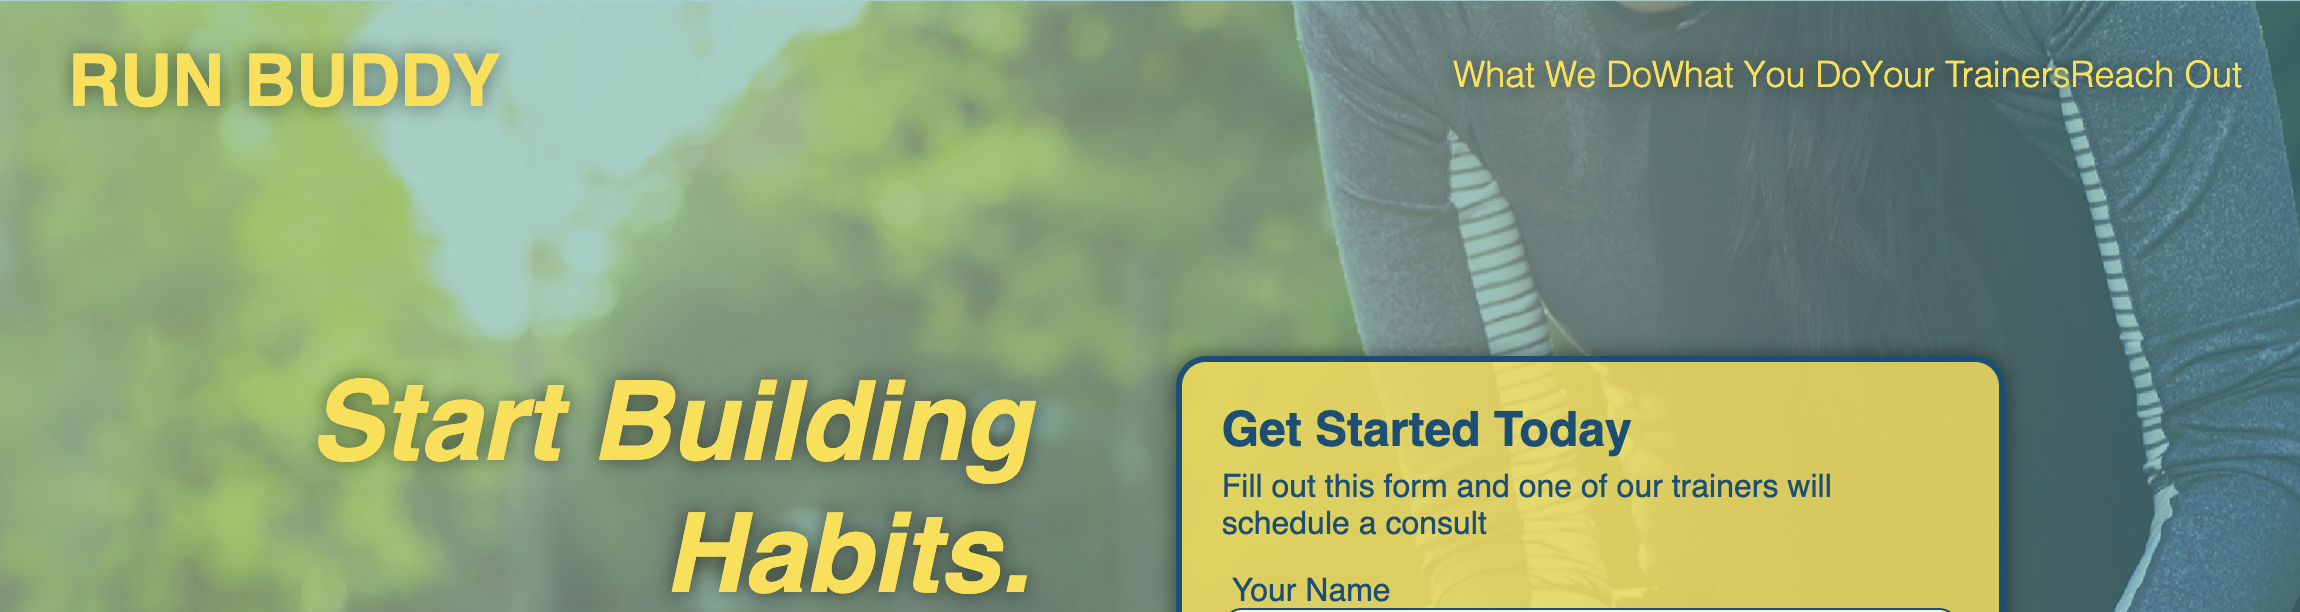 RUN BUDDY
What We DoWhat You DoYour TrainersReach Out
Start Building
Habits.
Get Started Today
Fill out this form and one of our trainers will
schedule a consult
Your Name